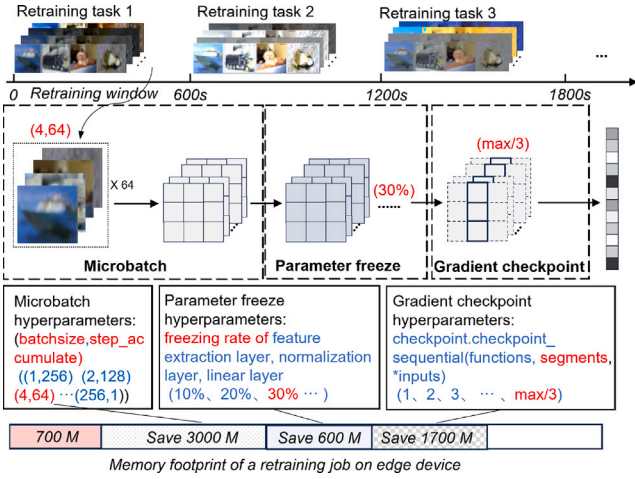 Retraining task 1
Retraining task 2
Retraining task 3
...
0
600s
1200s
1800s
Retraining window
(4,64)
X 64
(30%)
......
(max/3)
Microbatch
Parameter freeze
Gradient checkpoint
Microbatch
hyperparameters:
(batchsize,step_ac
cumulate)
((1,256) (2,128)
(4,64) ···(256,1))
Parameter freeze
hyperparameters:
freezing rate of feature
extraction layer, normalization
layer, linear layer
(10%、20%、30% ··· )
Gradient checkpoint
hyperparameters:
checkpoint.checkpoint_
sequential(functions, segments,
*inputs)
(1、2、3、 ··· 、max/3)
700 M
Save 3000 M
Save 600 M
Save 1700 M
Memory footprint of a retraining job on edge device